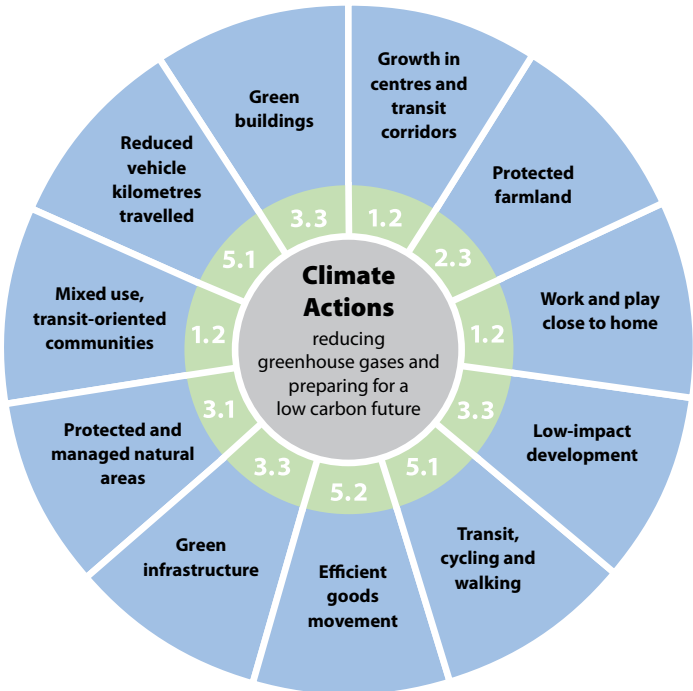 Climate
Actions
reducing
greenhouse gases and
preparing for a
low carbon future
Growth in
centres and
transit
corridors
1.2
Protected
farmland
2.3
Work and play
close to home
1.2
Low-impact
development
3.3
Transit,
cycling and
walking
5.1
Efficient
goods
movement
5.2
Green
infrastructure
3.3
Protected and
managed natural
areas
3.1
Mixed use,
transit-oriented
communities
1.2
Reduced
vehicle
kilometres
travelled
5.1
Green
buildings
3.3